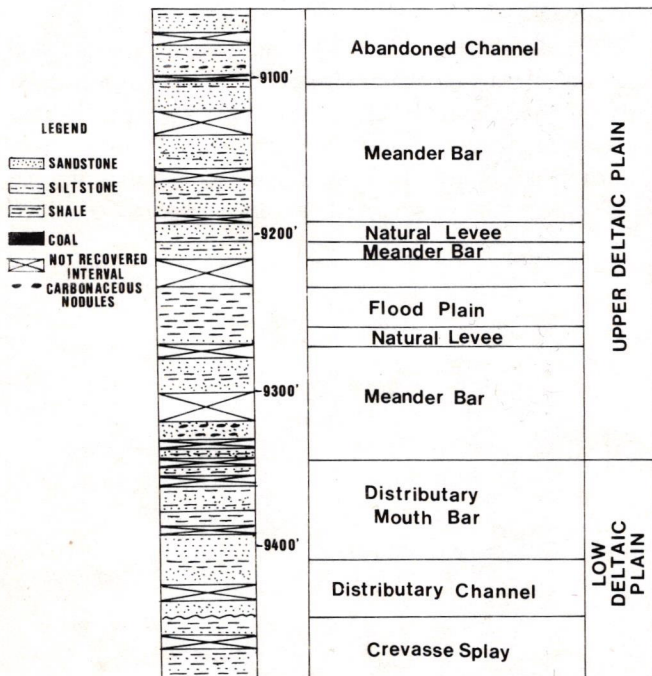 LEGEND
SANDSTONE
SILTSTONE
SHALE
COAL
NOT RECOVERED
INTERVAL
CARBONACEOUS
NODULES
9100'
9200'
9300'
9400'
Abandoned Channel
Meander Bar
Natural Levee
Meander Bar
Flood Plain
Natural Levee
Meander Bar
Distributary
Mouth Bar
Distributary Channel
Crevasse Splay
UPPER DELTAIC PLAIN
LOW
DELTAIC
PLAIN